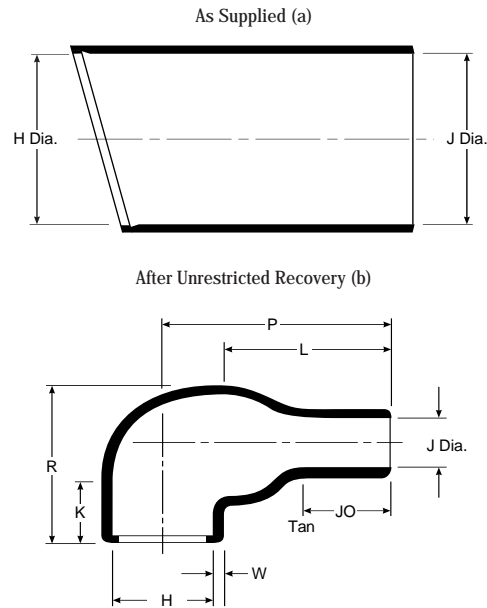 As Supplied (a)
H Dia.
J Dia.
After Unrestricted Recovery (b)
P
L
R
J Dia.
K
JO
Tan
W
H